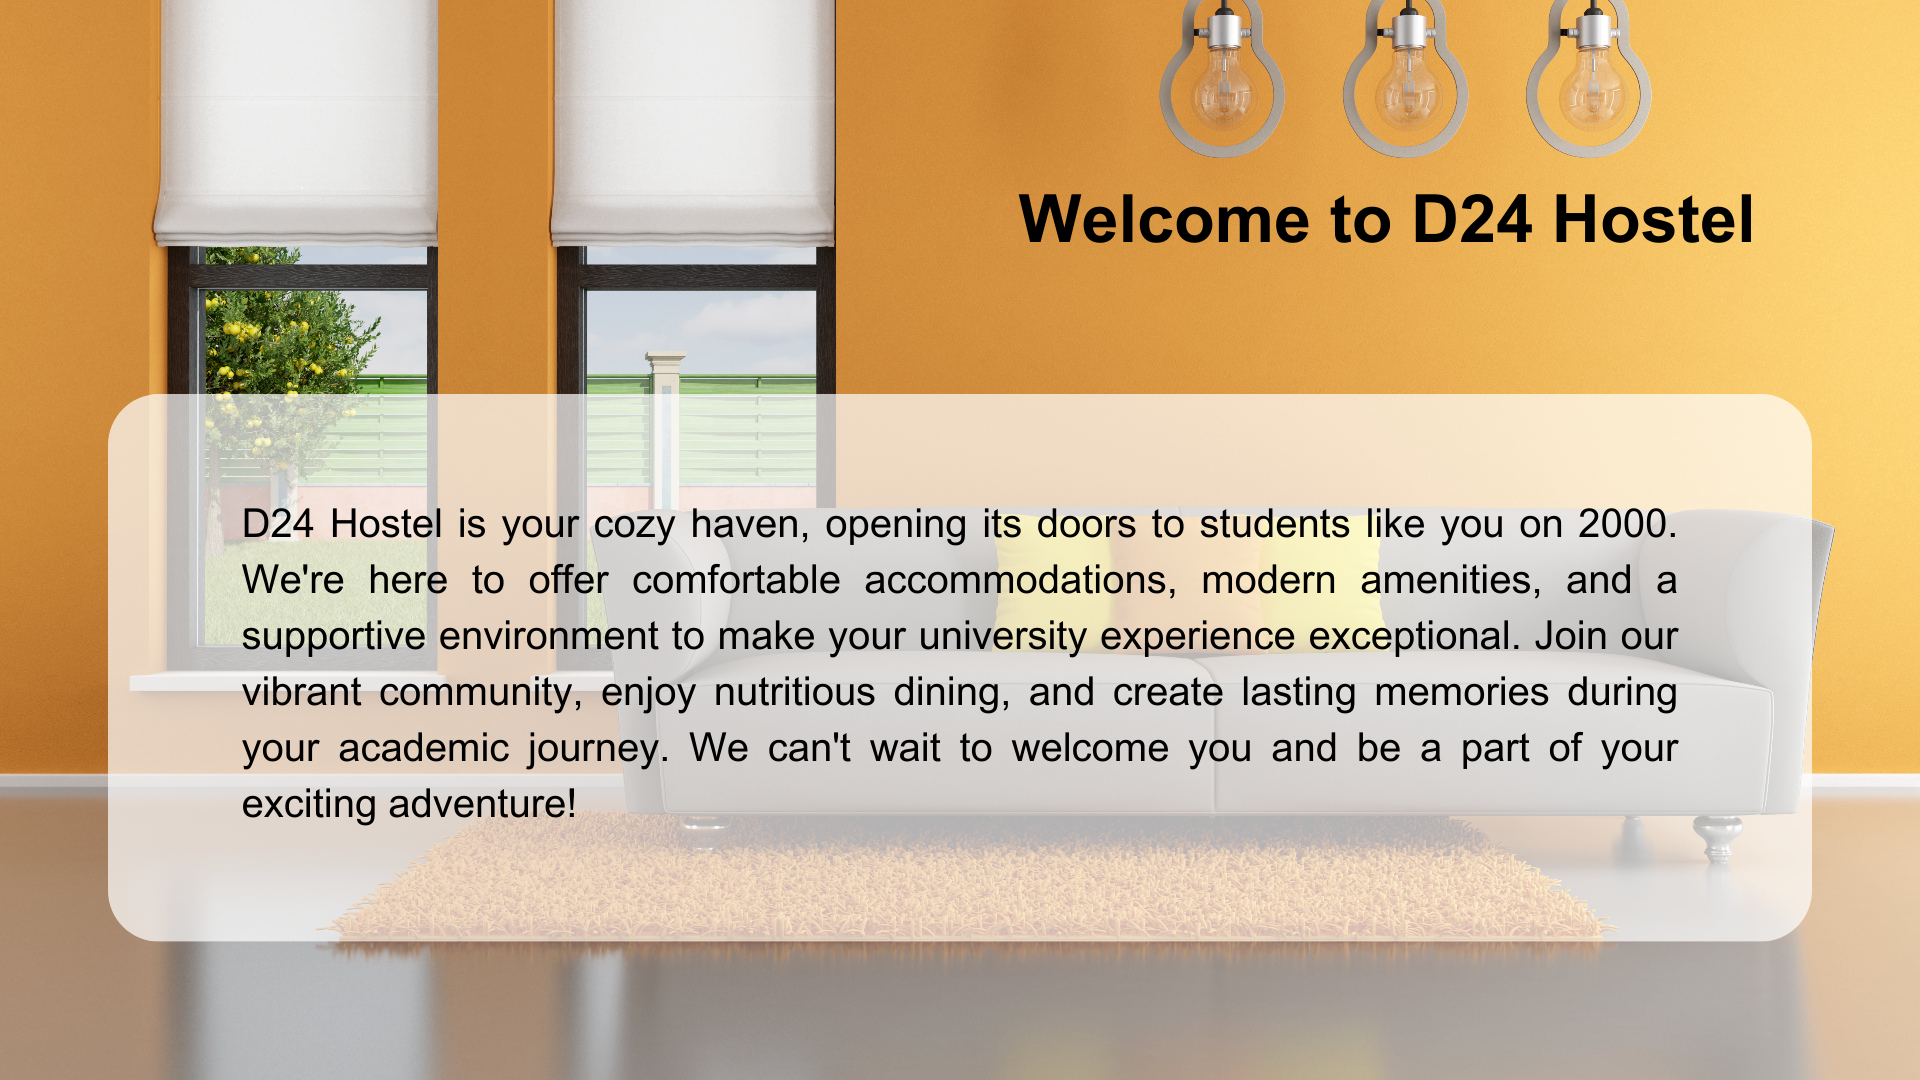 Welcome to D24 Hostel
D24 Hostel is your cozy haven, opening its doors to students like you on 2000.
We're here to offer comfortable accommodations, modern amenities, and a
supportive environment to make your university experience exceptional. Join our
vibrant community, enjoy nutritious dining, and create lasting memories during
your academic journey. We can't wait to welcome you and be a part of your
exciting adventure!